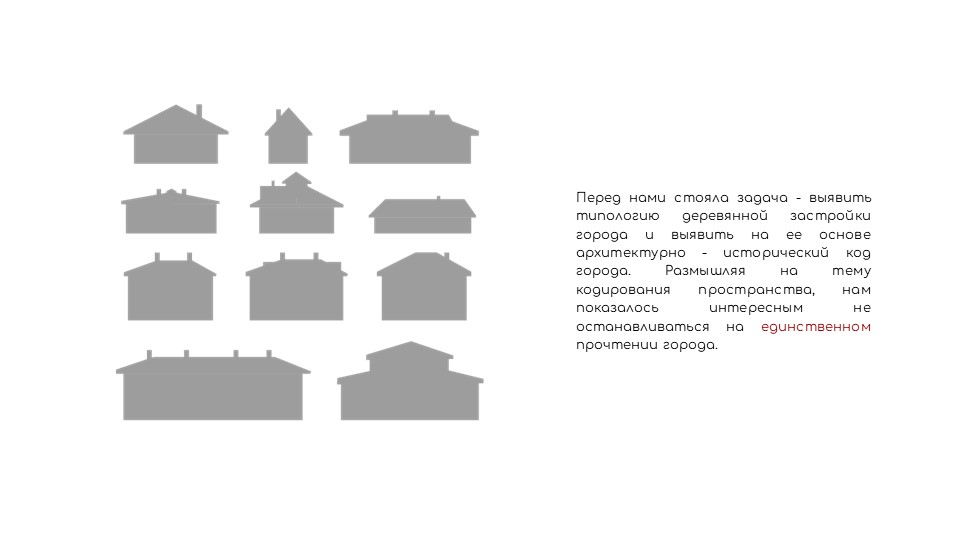 Перед нами стояла задача - выявить
типологию деревянной застройки
города и выявить на ее основе
архитектурно - исторический код
города. Размышляя на тему
кодирования пространства, нам
показалось интересным не
останавливаться на единственном
прочтении города.